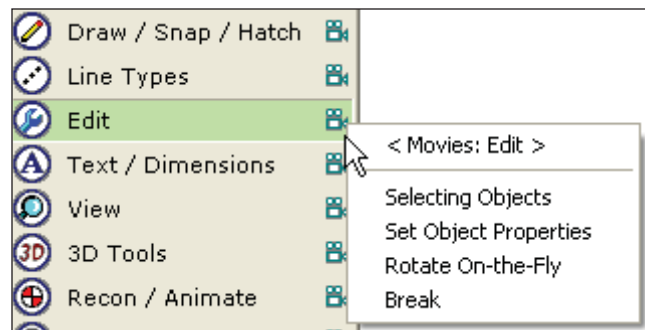 Draw / Snap / Hatch
Line Types
Edit
A Text / Dimensions
View
3D 3D Tools
Recon / Animate
< Movies: Edit >
Selecting Objects
Set Object Properties
Rotate On-the-Fly
Break